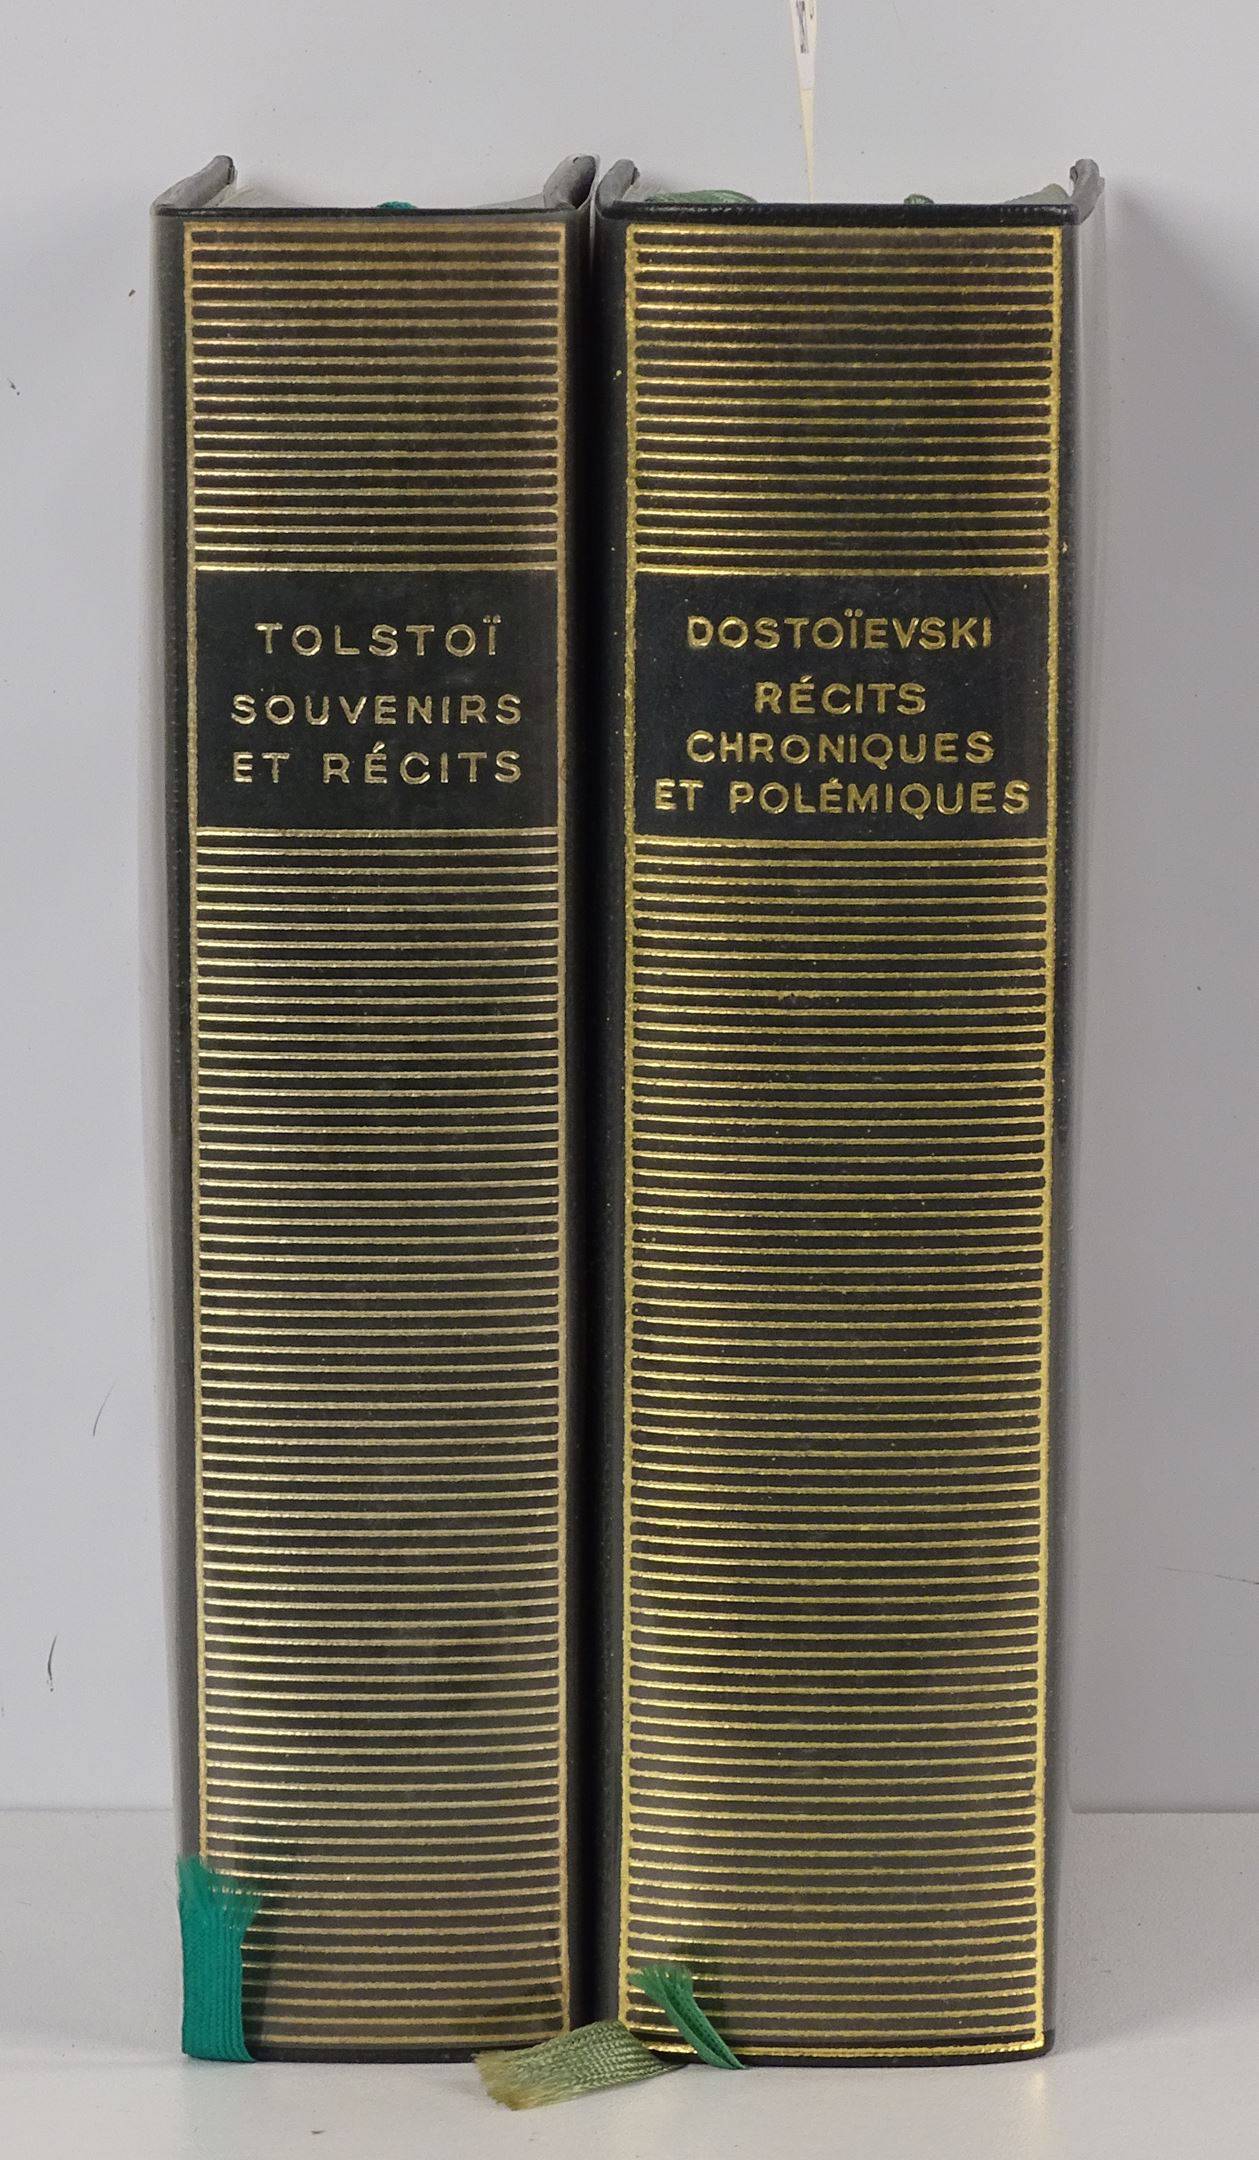 TOLSTOÏ
SOUVENIRS
ET RÉCITS
DOSTOÏEVSKI
RÉCITS
CHRONIQUES
ET POLÉMIQUES